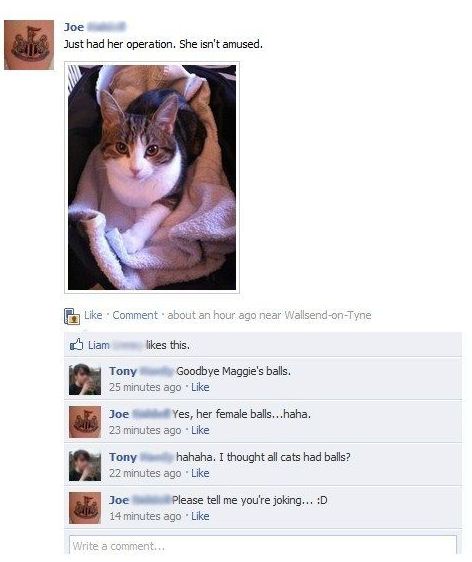 Joe
Just had her operation. She isn't amused.
Like · Comment · about an hour ago near Wallsend-on-Tyne
Liam likes this.
Tony Goodbye Maggie's balls.
25 minutes ago · Like
Joe Yes, her female balls...haha.
23 minutes ago · Like
Tony hahaha. I thought all cats had balls?
22 minutes ago · Like
Joe Please tell me you're joking... :D
14 minutes ago · Like
Write a comment...